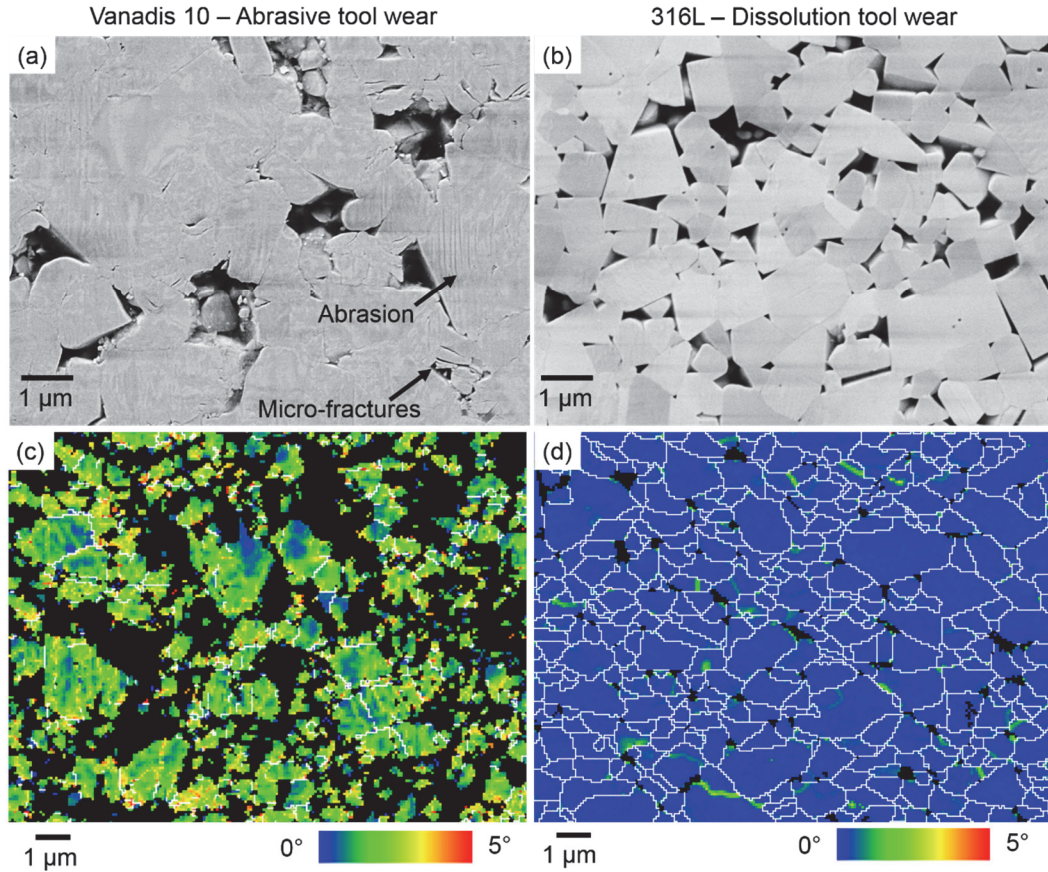 Vanadis 10 – Abrasive tool wear
316L – Dissolution tool wear
(a)
(b)
Abrasion
Micro-fractures
1 µm
1 µm
(c)
(d)
1 µm
0°
5°
1 µm
0°
5°